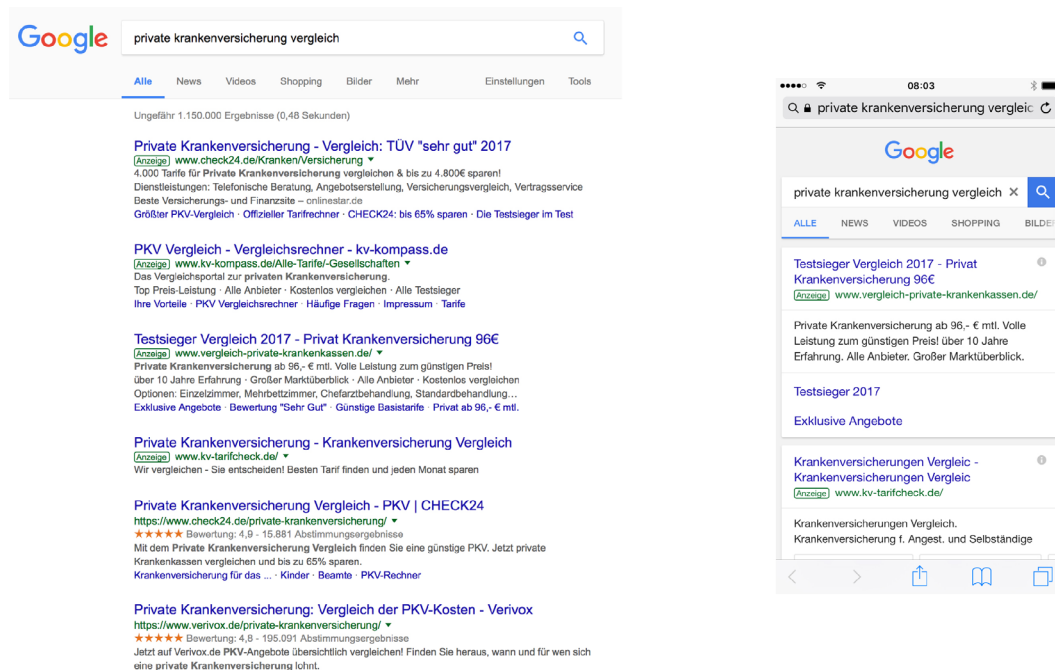 Google
private krankenversicherung vergleich
Alle News Videos Shopping Bilder Mehr Einstellungen Tools
Ungefähr 1.150.000 Ergebnisse (0,48 Sekunden)
Private Krankenversicherung - Vergleich: TÜV "sehr gut" 2017
Anzeige www.check24.de/Kranken/Versicherung
4.000 Tarife für Private Krankenversicherung vergleichen & bis zu 4.800€ sparen!
Dienstleistungen: Telefonische Beratung, Angebotserstellung, Versicherungsvergleich, Vertragsservice
Beste Versicherungs- und Finanzsite – onlinestar.de
Größter PKV-Vergleich · Offizieller Tarifrechner · CHECK24: bis 65% sparen · Die Testsieger im Test
PKV Vergleich - Vergleichsrechner - kv-kompass.de
Anzeige www.kv-kompass.de/Alle-Tarife/-Gesellschaften
Das Vergleichsportal zur privaten Krankenversicherung.
Top Preis-Leistung · Alle Anbieter · Kostenlos vergleichen · Alle Testsieger
Ihre Vorteile · PKV Vergleichsrechner · Häufige Fragen · Impressum · Tarife
Testsieger Vergleich 2017 - Privat Krankenversicherung 96€
Anzeige www.vergleich-private-krankenkassen.de/
Private Krankenversicherung ab 96,- € mtl. Volle Leistung zum günstigen Preis!
über 10 Jahre Erfahrung · Großer Marktüberblick · Alle Anbieter · Kostenlos vergleichen
Optionen: Einzelzimmer, Mehrbettzimmer, Chefarztbehandlung, Standardbehandlung…
Exklusive Angebote · Bewertung "Sehr Gut" · Günstige Basistarife · Privat ab 96,- € mtl.
Private Krankenversicherung - Krankenversicherung Vergleich
Anzeige www.kv-tarifcheck.de/
Wir vergleichen - Sie entscheiden! Besten Tarif finden und jeden Monat sparen
Private Krankenversicherung Vergleich - PKV | CHECK24
https://www.check24.de/private-krankenversicherung/
★★★★★ Bewertung: 4,9 - 15.881 Abstimmungsergebnisse
Mit dem Private Krankenversicherung Vergleich finden Sie eine günstige PKV. Jetzt private
Krankenkassen vergleichen und bis zu 65% sparen.
Krankenversicherung für das ... · Kinder · Beamte · PKV-Rechner
Private Krankenversicherung: Vergleich der PKV-Kosten - Verivox
https://www.verivox.de/private-krankenversicherung/
★★★★★ Bewertung: 4,8 - 195.091 Abstimmungsergebnisse
Jetzt auf Verivox.de PKV-Angebote übersichtlich vergleichen! Finden Sie heraus, wann und für wen sich
eine private Krankenversicherung lohnt.
08:03
private krankenversicherung vergleic
Google
private krankenversicherung vergleich
ALLE NEWS VIDEOS SHOPPING BILDER
Testsieger Vergleich 2017 - Privat
Krankenversicherung 96€
Anzeige www.vergleich-private-krankenkassen.de/
Private Krankenversicherung ab 96,- € mtl. Volle
Leistung zum günstigen Preis! über 10 Jahre
Erfahrung. Alle Anbieter. Großer Marktüberblick.
Testsieger 2017
Exklusive Angebote
Krankenversicherungen Vergleic -
Krankenversicherungen Vergleic
Anzeige www.kv-tarifcheck.de/
Krankenversicherungen Vergleich.
Krankenversicherung f. Angest. und Selbständige